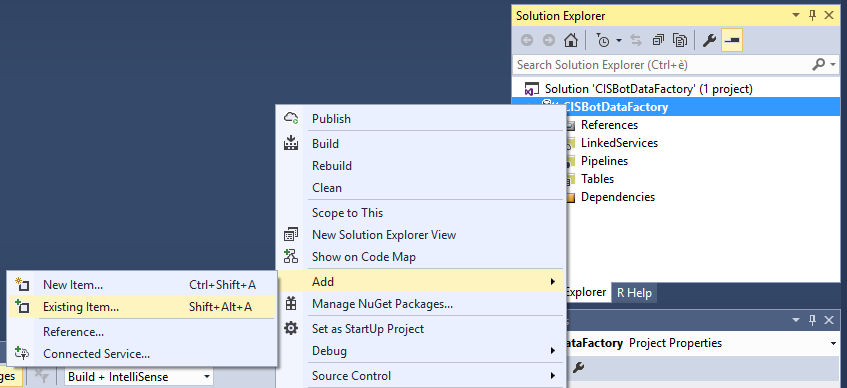 Solution Explorer
Search Solution Explorer (Ctrl+è)
Solution 'CISBotDataFactory' (1 project)
CISBotDataFactory
References
LinkedServices
Pipelines
Tables
Dependencies
Publish
Build
Rebuild
Clean
Scope to This
New Solution Explorer View
Show on Code Map
Add
Manage NuGet Packages...
Set as StartUp Project
Debug
Source Control
New Item... Ctrl+Shift+A
Existing Item... Shift+Alt+A
Reference...
Connected Service...
Explorer R Help
DataFactory Project Properties
ges Build + IntelliSense